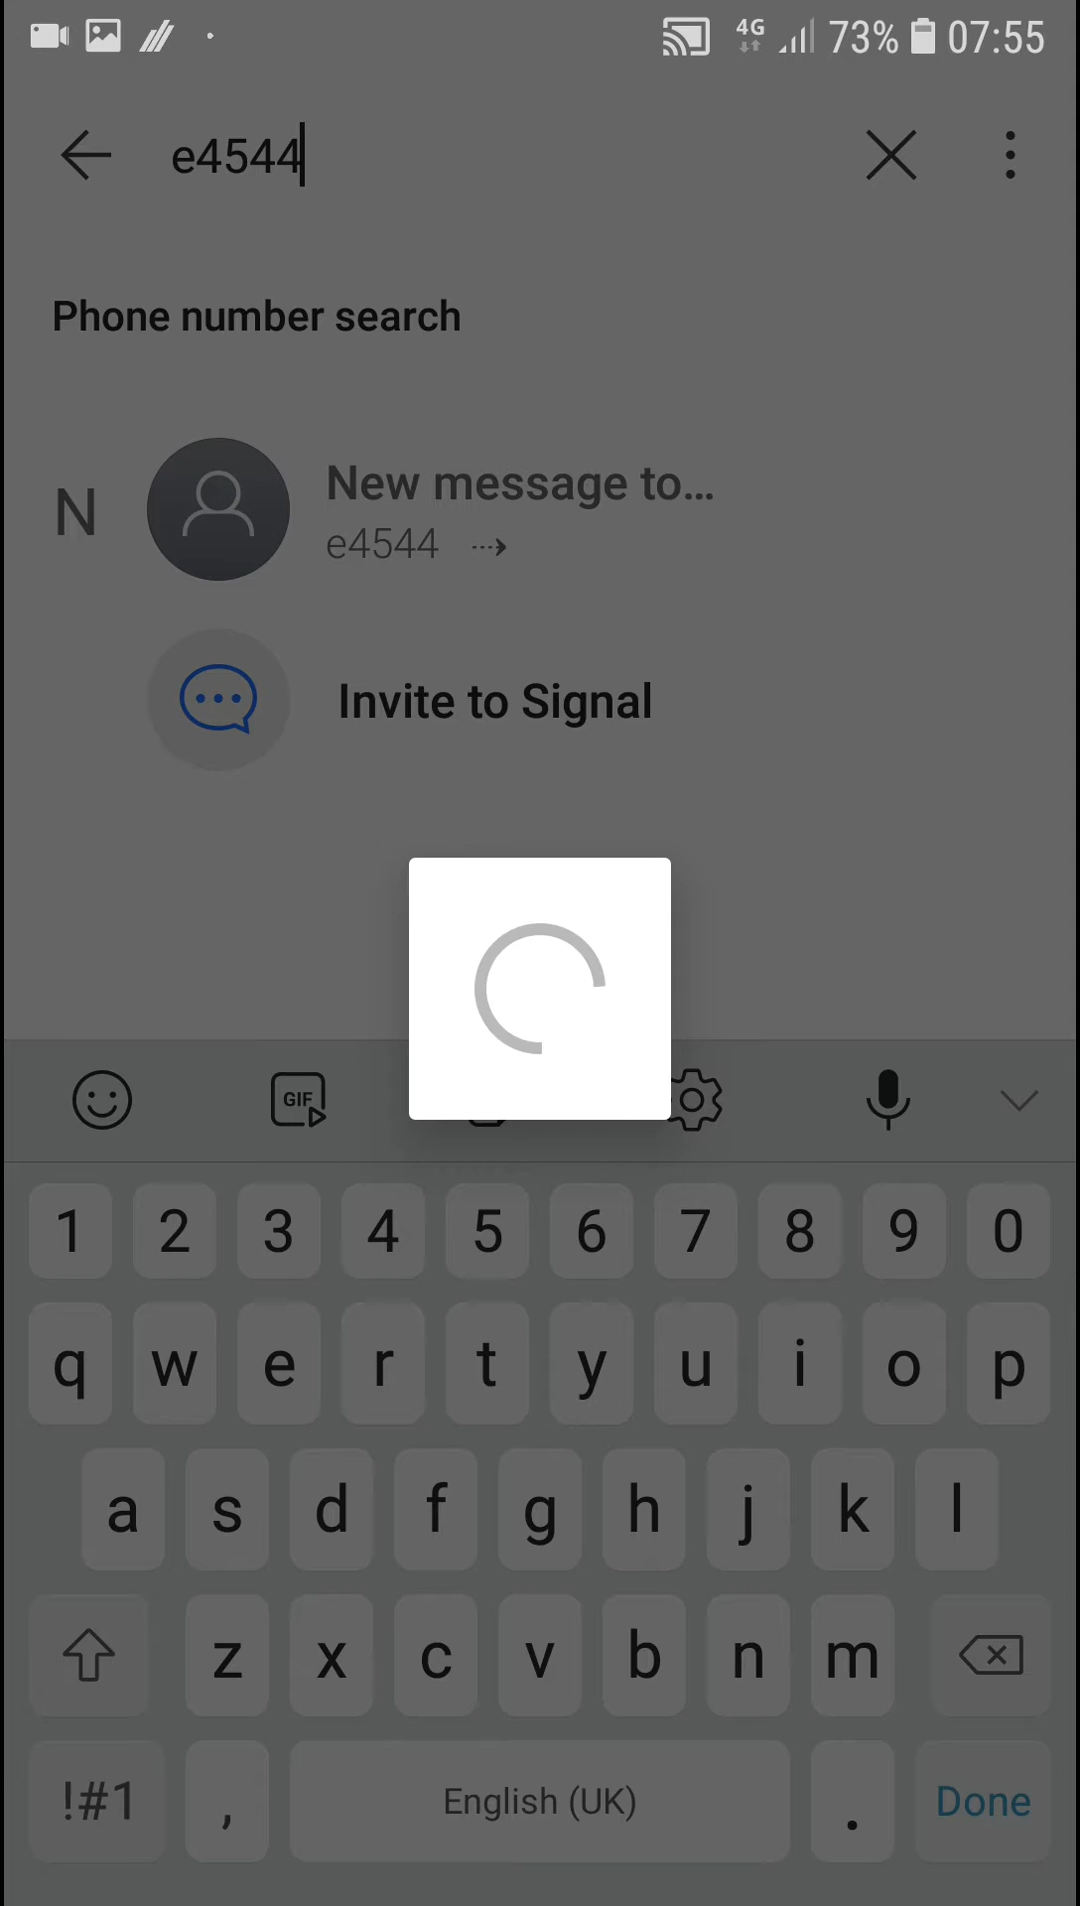 4G 73% 07:55
e4544
Phone number search
N
New message to...
e4544
Invite to Signal
GIF
1 2 3 4 5 6 7 8 9 0
q w e r t y u i o p
a s d f g h j k l
z x c v b n m
!#1 , English (UK) . Done